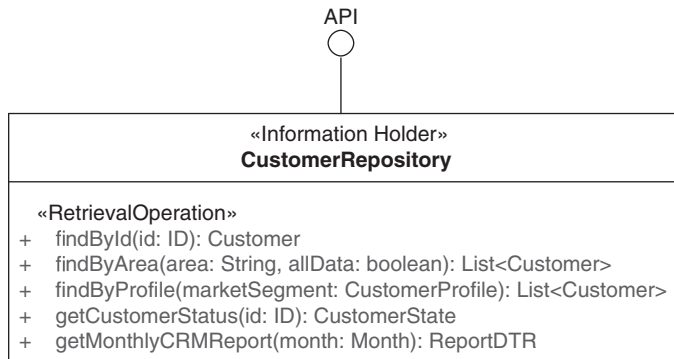 API
«Information Holder»
CustomerRepository
«RetrievalOperation»
+ findById(id: ID): Customer
+ findByArea(area: String, allData: boolean): List<Customer>
+ findByProfile(marketSegment: CustomerProfile): List<Customer>
+ getCustomerStatus(id: ID): CustomerState
+ getMonthlyCRMReport(month: Month): ReportDTR